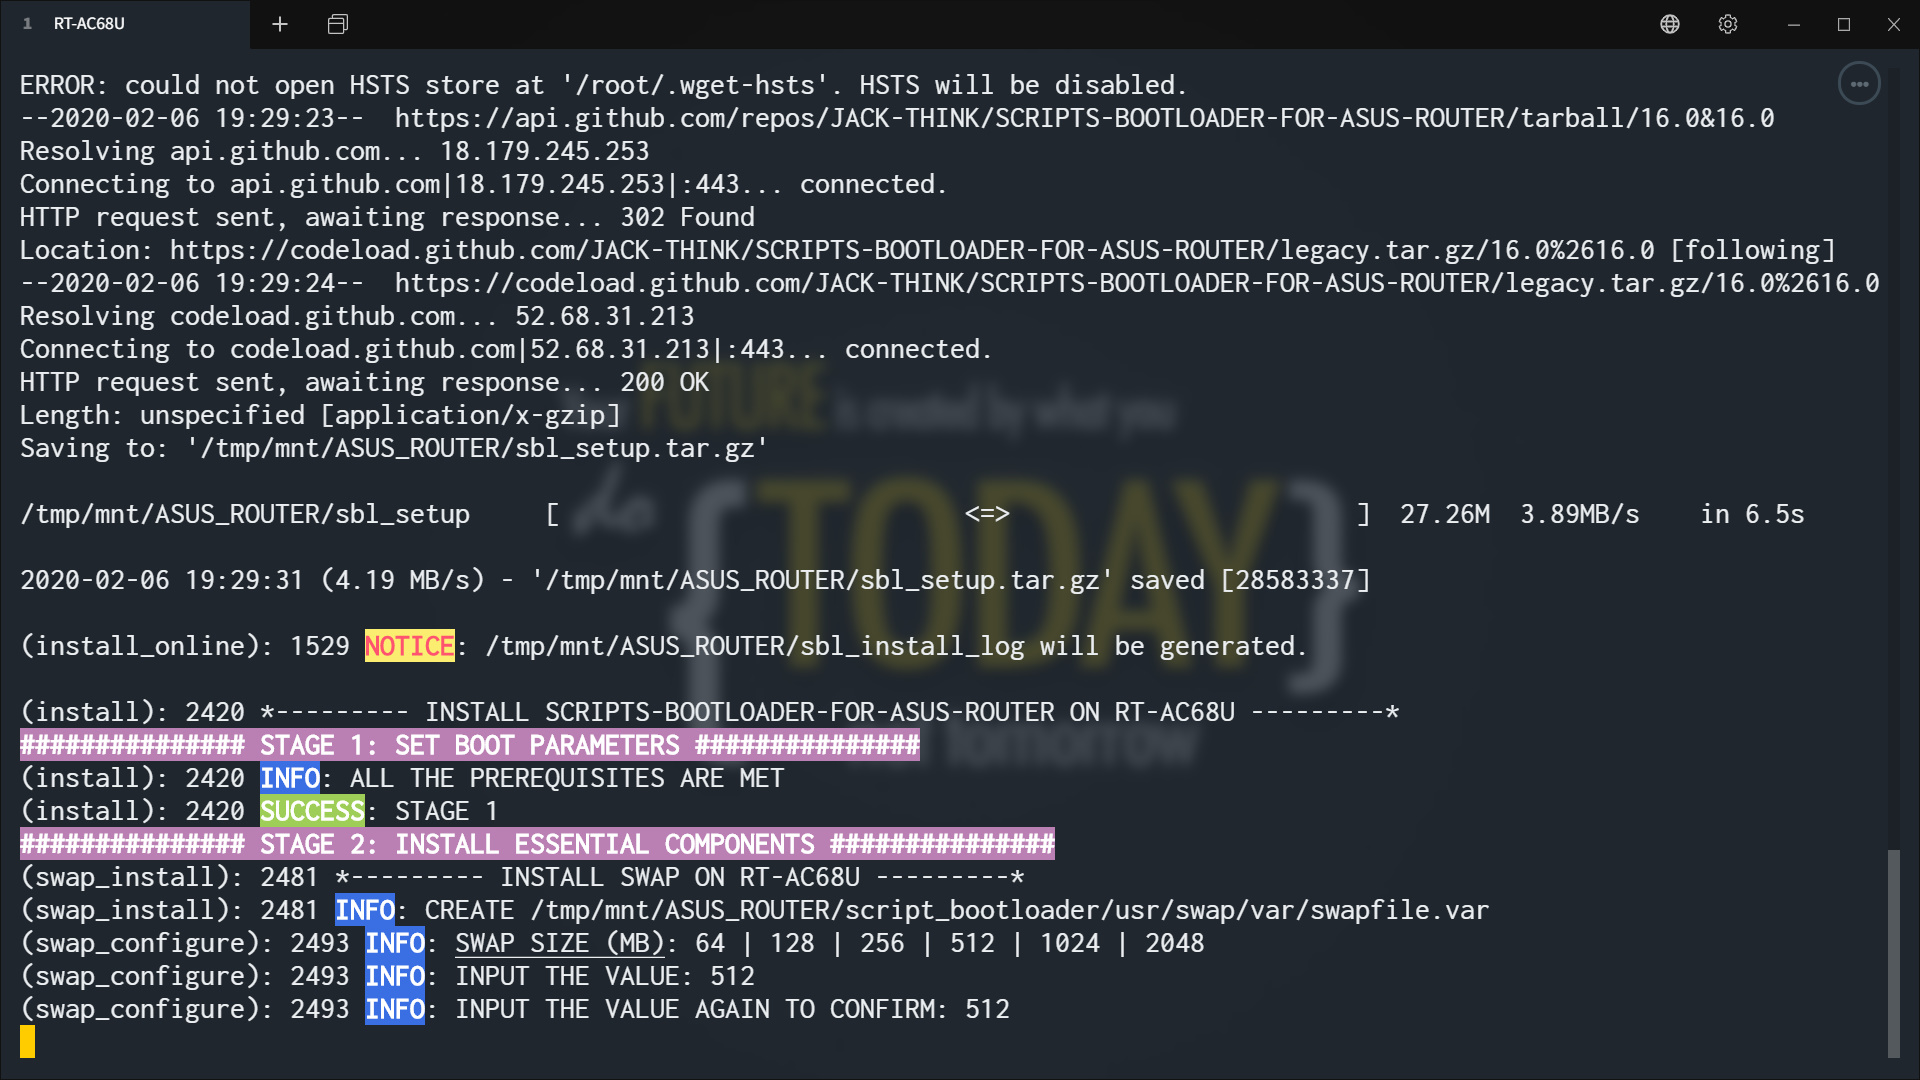 1 RT-AC68U
ERROR: could not open HSTS store at '/root/.wget-hsts'. HSTS will be disabled.
--2020-02-06 19:29:23--  https://api.github.com/repos/JACK-THINK/SCRIPTS-BOOTLOADER-FOR-ASUS-ROUTER/tarball/16.0&16.0
Resolving api.github.com... 18.179.245.253
Connecting to api.github.com|18.179.245.253|:443... connected.
HTTP request sent, awaiting response... 302 Found
Location: https://codeload.github.com/JACK-THINK/SCRIPTS-BOOTLOADER-FOR-ASUS-ROUTER/legacy.tar.gz/16.0%2616.0 [following]
--2020-02-06 19:29:24--  https://codeload.github.com/JACK-THINK/SCRIPTS-BOOTLOADER-FOR-ASUS-ROUTER/legacy.tar.gz/16.0%2616.0
Resolving codeload.github.com... 52.68.31.213
Connecting to codeload.github.com|52.68.31.213|:443... connected.
HTTP request sent, awaiting response... 200 OK
Length: unspecified [application/x-gzip]
Saving to: '/tmp/mnt/ASUS_ROUTER/sbl_setup.tar.gz'
/tmp/mnt/ASUS_ROUTER/sbl_setup     [                           <=>                       ]  27.26M  3.89MB/s    in 6.5s
2020-02-06 19:29:31 (4.19 MB/s) - '/tmp/mnt/ASUS_ROUTER/sbl_setup.tar.gz' saved [28583337]
(install_online): 1529 NOTICE: /tmp/mnt/ASUS_ROUTER/sbl_install_log will be generated.
(install): 2420 *--------- INSTALL SCRIPTS-BOOTLOADER-FOR-ASUS-ROUTER ON RT-AC68U ---------*
############### STAGE 1: SET BOOT PARAMETERS ###############
(install): 2420 INFO: ALL THE PREREQUISITES ARE MET
(install): 2420 SUCCESS: STAGE 1
############### STAGE 2: INSTALL ESSENTIAL COMPONENTS ###############
(swap_install): 2481 *--------- INSTALL SWAP ON RT-AC68U ---------*
(swap_install): 2481 INFO: CREATE /tmp/mnt/ASUS_ROUTER/script_bootloader/usr/swap/var/swapfile.var
(swap_configure): 2493 INFO: SWAP SIZE (MB): 64 | 128 | 256 | 512 | 1024 | 2048
(swap_configure): 2493 INFO: INPUT THE VALUE: 512
(swap_configure): 2493 INFO: INPUT THE VALUE AGAIN TO CONFIRM: 512
FUTURE is created by what you
do {TODAY}
tomorrow